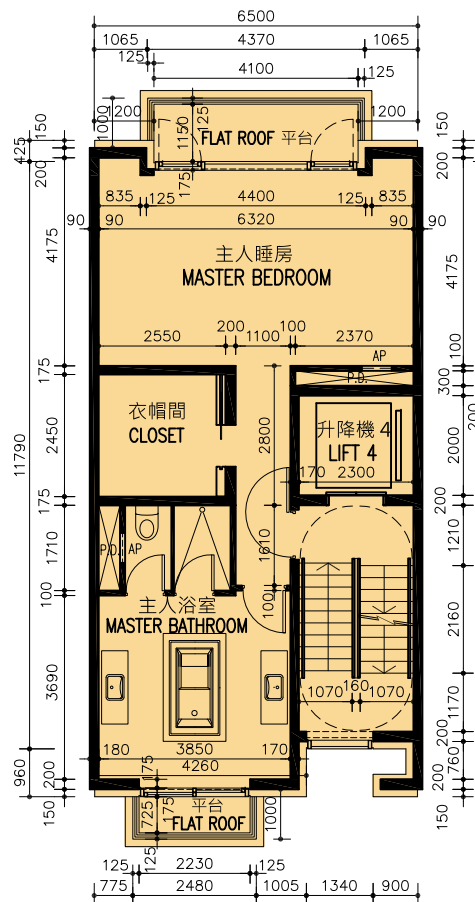 6500
1065 4370 1065
125
4100
125
1200 1200
1000
1150
125
FLAT ROOF 平台
150
425
200
175
150
200
835 125 4400 125 835
90 90 6320 90 90
4175
4175
主人睡房
MASTER BEDROOM
2550 200 1100 100 2370
AP
P.D.
100
300
175
衣帽間
CLOSET
2800
升降機 4
LIFT 4
170 2300
200
2000
2450
11790
175
200
1710
P.D. AP
1610
1210
100
100
主人浴室
MASTER BATHROOM
2160
3690
1070 160 1070
1170
180 3850 170
4260
200
760
960
200
175
200
150
150
平台
FLAT ROOF
725
175
1000
125
125 2230 125
775 2480 1005 1340 900